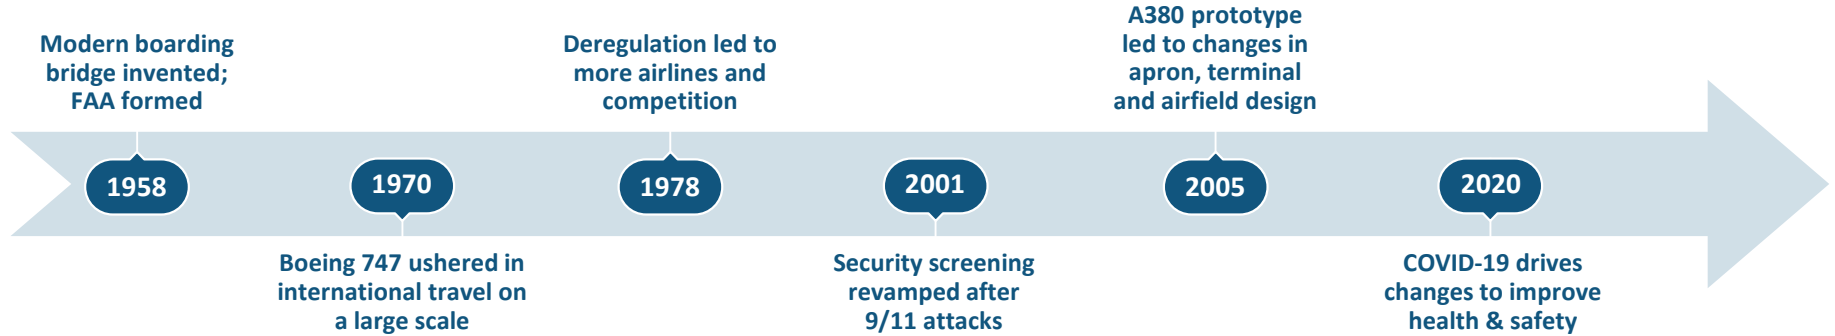 Modern boarding
bridge invented;
FAA formed
1958
1970
Boeing 747 ushered in
international travel on
a large scale
Deregulation led to
more airlines and
competition
1978
2001
Security screening
revamped after
9/11 attacks
A380 prototype
led to changes in
apron, terminal
and airfield design
2005
2020
COVID-19 drives
changes to improve
health & safety